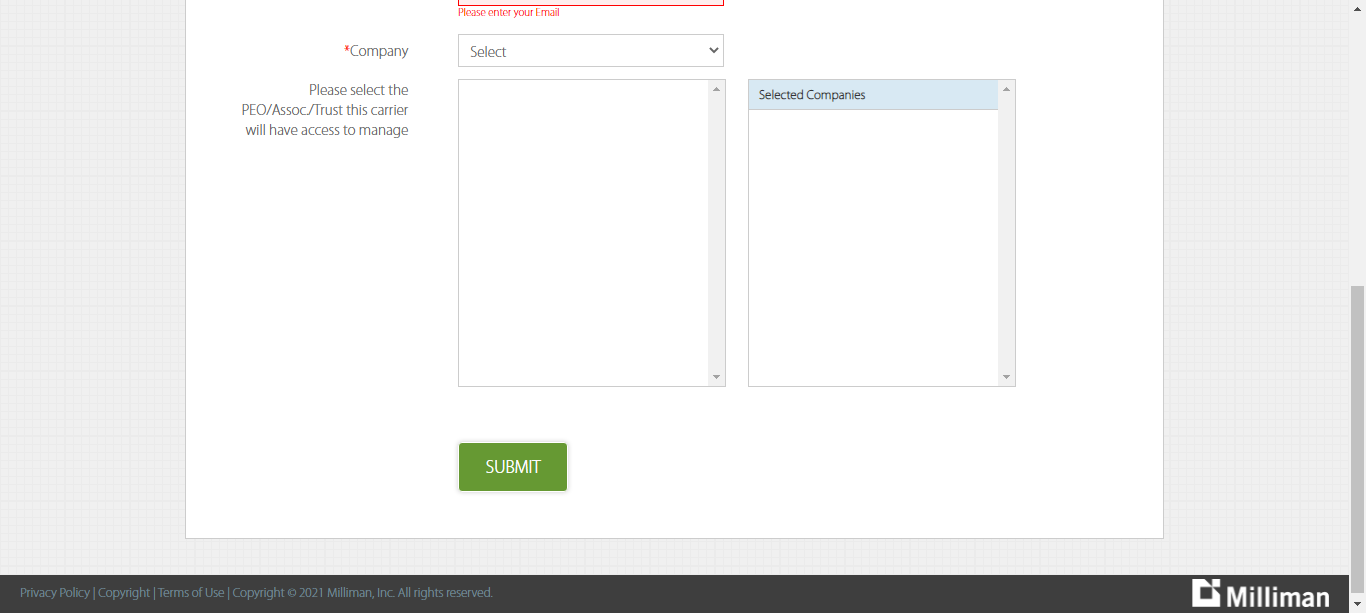 Please enter your Email
*Company
Select
Please select the
PEO/Assoc./Trust this carrier
will have access to manage
Selected Companies
SUBMIT
Privacy Policy | Copyright | Terms of Use | Copyright © 2021 Milliman, Inc. All rights reserved.
Milliman